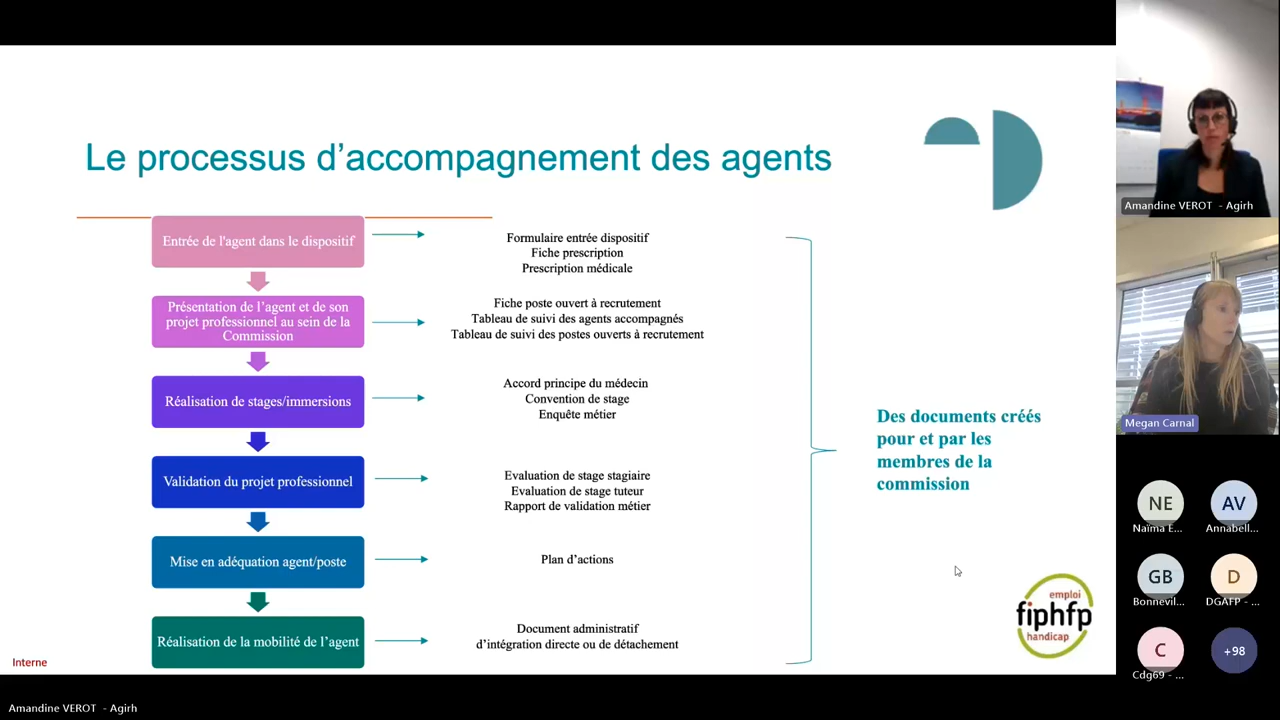 Le processus d’accompagnement des agents
Entrée de l'agent dans le dispositif
Formulaire entrée dispositif
Fiche prescription
Prescription médicale
Présentation de l’agent et de son
projet professionnel au sein de la
Commission
Fiche poste ouvert à recrutement
Tableau de suivi des agents accompagnés
Tableau de suivi des postes ouverts à recrutement
Réalisation de stages/immersions
Accord principe du médecin
Convention de stage
Enquête métier
Validation du projet professionnel
Evaluation de stage stagiaire
Evaluation de stage tuteur
Rapport de validation métier
Mise en adéquation agent/poste
Plan d’actions
Réalisation de la mobilité de l’agent
Document administratif
d’intégration directe ou de détachement
Des documents créés
pour et par les
membres de la
commission
emploi
fiphfp
handicap
Interne
Amandine VEROT - Agirh
Amandine VEROT - Agirh
Megan Carnal
NE
Naïma E...
AV
Annabell...
GB
Bonnevil...
D
DGAFP - ...
C
Cdg69 - ...
+98